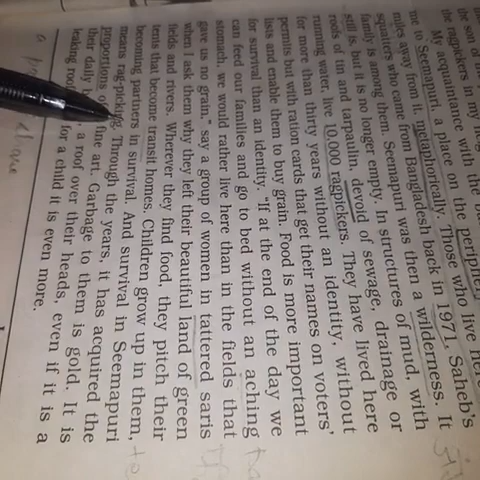 the son of the
the ragpickers in my neig
My acquaintance with the ba
me to Seemapuri, a place on the periphery
miles away from it, metaphorically. Those who live here
squatters who came from Bangladesh back in 1971. Saheb's
family is among them. Seemapuri was then a wilderness. It
still is, but it is no longer empty. In structures of mud, with
roofs of tin and tarpaulin, devoid of sewage, drainage or
running water, live 10,000 ragpickers. They have lived here
for more than thirty years without an identity, without
permits but with ration cards that get their names on voters'
lists and enable them to buy grain. Food is more important
for survival than an identity. "If at the end of the day we
can feed our families and go to bed without an aching
stomach, we would rather live here than in the fields that
gave us no grain," say a group of women in tattered saris
when I ask them why they left their beautiful land of green
fields and rivers. Wherever they find food, they pitch their
tents that become transit homes. Children grow up in them,
becoming partners in survival. And survival in Seemapuri
means rag-picking. Through the years, it has acquired the
proportions of fine art. Garbage to them is gold. It is
their daily b , a roof over their heads, even if it is a
leaking roof for a child it is even more.